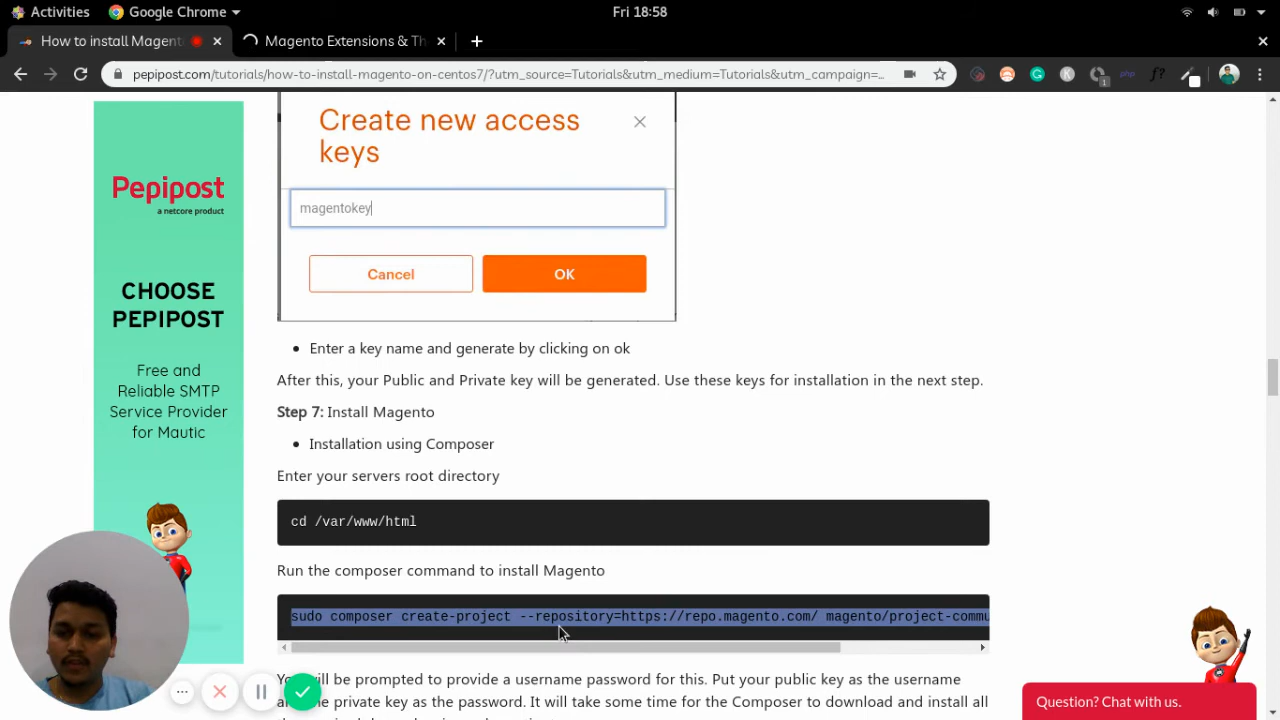 Activities
Google Chrome
Fri 18:58
How to install Magent
Magento Extensions & Th
pepipost.com/tutorials/how-to-install-magento-on-centos7/?utm_source=Tutorials&utm_medium=Tutorials&utm_campaign=...
php
f?
1
Pepipost
a netcore product
CHOOSE
PEPIPOST
Free and
Reliable SMTP
Service Provider
for Mautic
Create new access
keys
magentokey
Cancel
OK
• Enter a key name and generate by clicking on ok
After this, your Public and Private key will be generated. Use these keys for installation in the next step.
Step 7: Install Magento
• Installation using Composer
Enter your servers root directory
cd /var/www/html
Run the composer command to install Magento
sudo composer create-project --repository=https://repo.magento.com/ magento/project-commu
will be prompted to provide a username password for this. Put your public key as the username
private key as the password. It will take some time for the Composer to download and install all
Question? Chat with us.